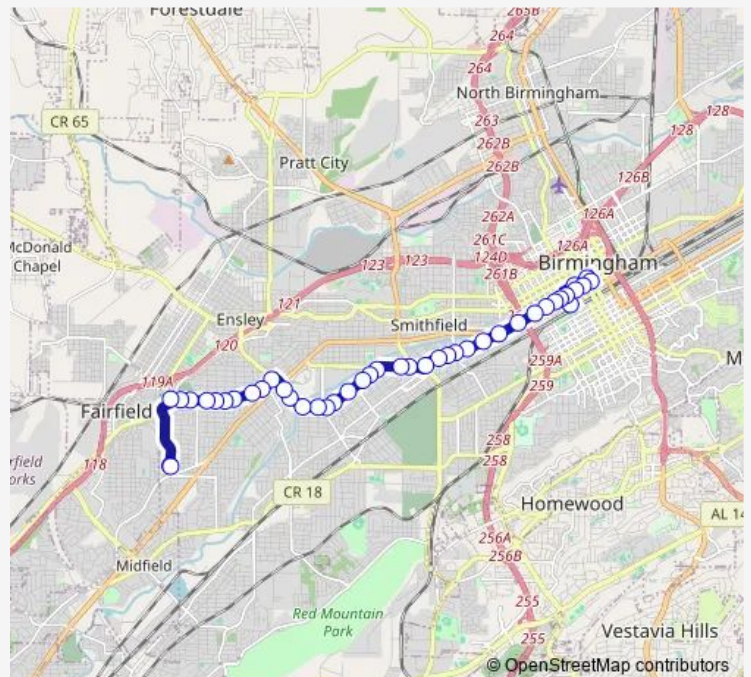 Forestdale
265B
264
264
North Birmingham
CR 65
263
128
128
262B
Pratt City
262B
126B
262A
126A
McDonald
Chapel
261C
126A
123
123
124D
Birmingham
261B
121
Ensley
Smithfield
120
259A
119A
259
Fairfield
258
118
258
CR 18
Homewood
AL 14
256A
256B
Midfield
255
Red Mountain
Park
Vestavia Hills
255
© OpenStreetMap contributors